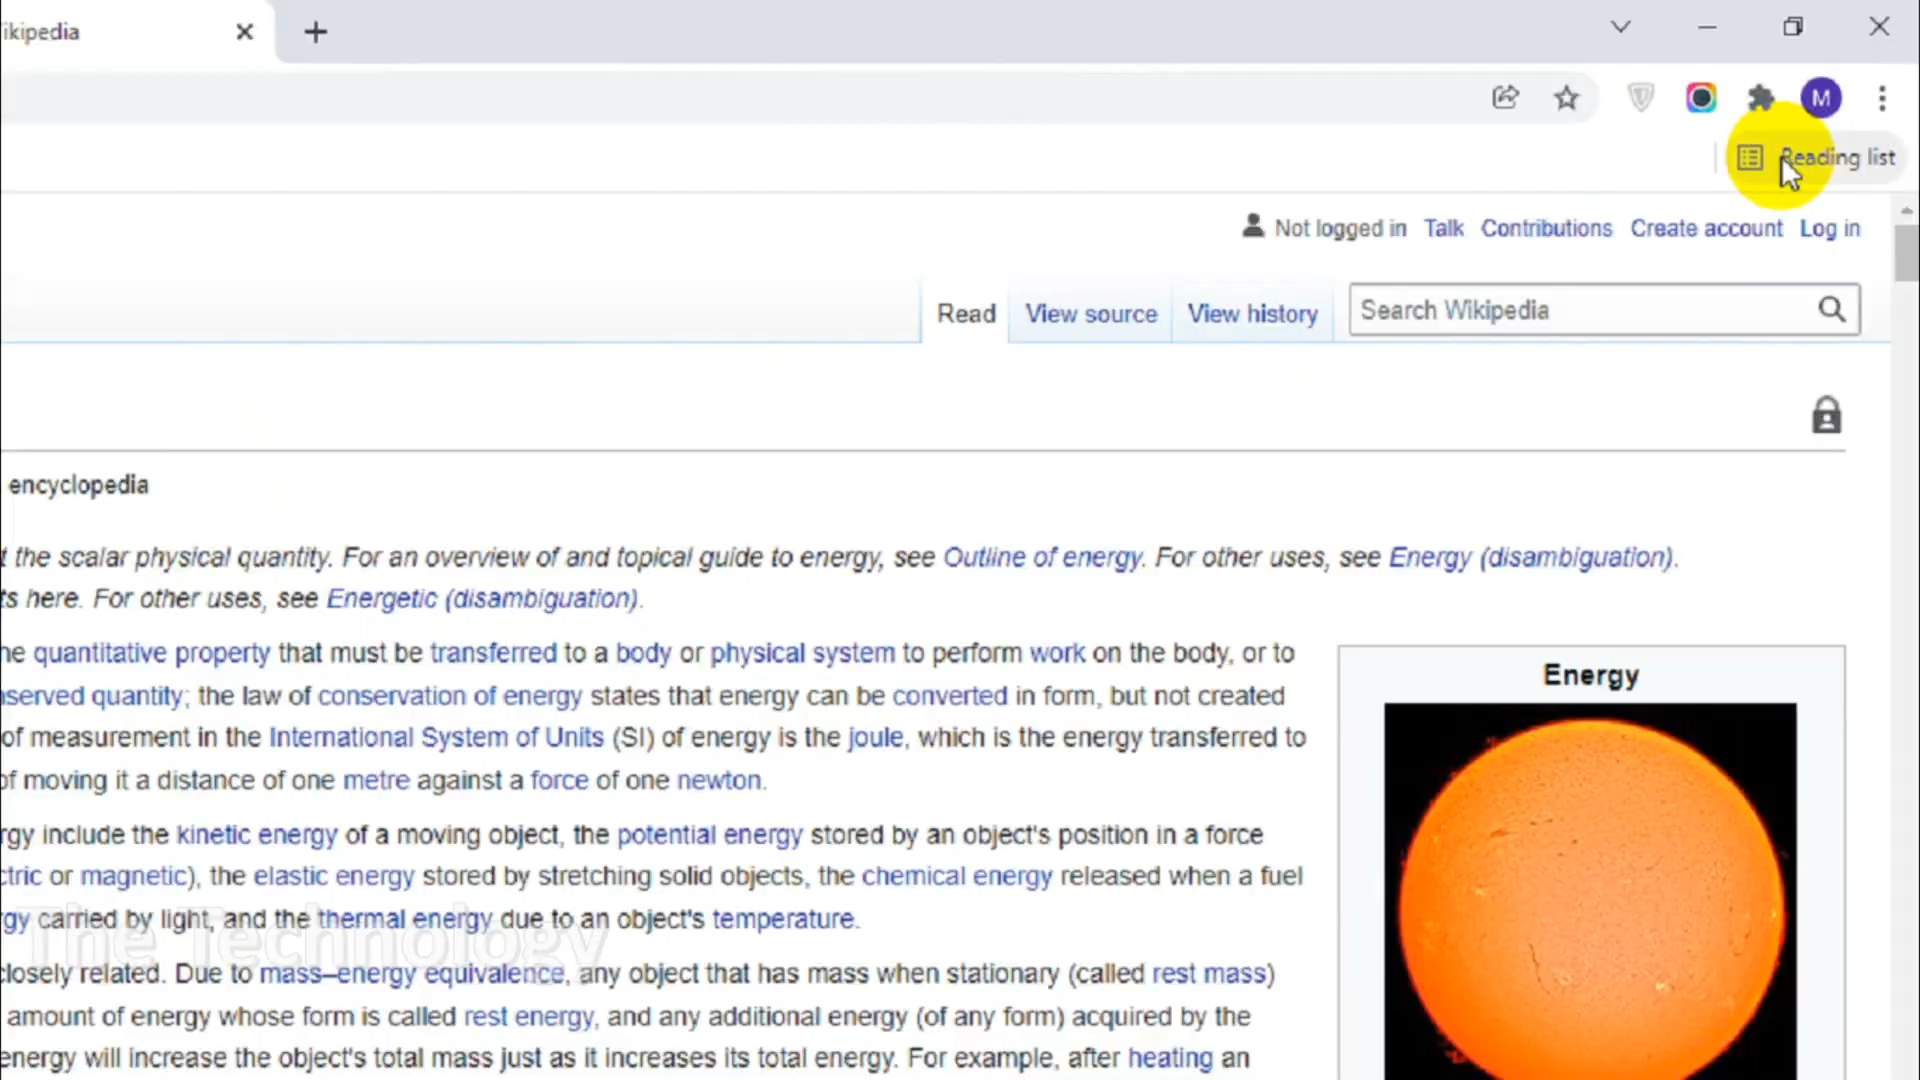 ikipedia
M
Reading list
Not logged in Talk Contributions Create account Log in
Read View source View history Search Wikipedia
encyclopedia
t the scalar physical quantity. For an overview of and topical guide to energy, see Outline of energy. For other uses, see Energy (disambiguation).
ts here. For other uses, see Energetic (disambiguation).
he quantitative property that must be transferred to a body or physical system to perform work on the body, or to
nserved quantity; the law of conservation of energy states that energy can be converted in form, but not created
of measurement in the International System of Units (SI) of energy is the joule, which is the energy transferred to
of moving it a distance of one metre against a force of one newton.
rgy include the kinetic energy of a moving object, the potential energy stored by an object's position in a force
ctric or magnetic), the elastic energy stored by stretching solid objects, the chemical energy released when a fuel
rgy carried by light, and the thermal energy due to an object's temperature.
closely related. Due to mass–energy equivalence, any object that has mass when stationary (called rest mass)
amount of energy whose form is called rest energy, and any additional energy (of any form) acquired by the
energy will increase the object's total mass just as it increases its total energy. For example, after heating an
Energy
The Technology